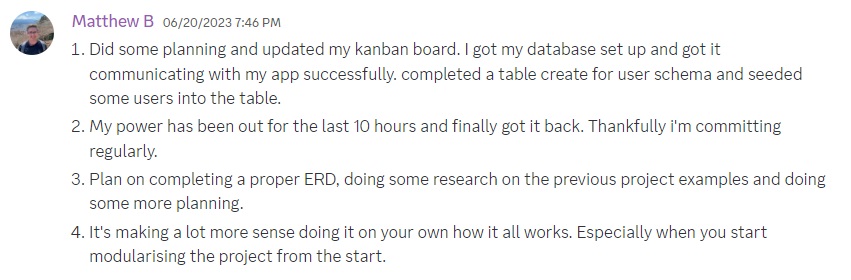 Matthew B 06/20/2023 7:46 PM
1. Did some planning and updated my kanban board. I got my database set up and got it
communicating with my app successfully. completed a table create for user schema and seeded
some users into the table.
2. My power has been out for the last 10 hours and finally got it back. Thankfully i'm committing
regularly.
3. Plan on completing a proper ERD, doing some research on the previous project examples and doing
some more planning.
4. It's making a lot more sense doing it on your own how it all works. Especially when you start
modularising the project from the start.